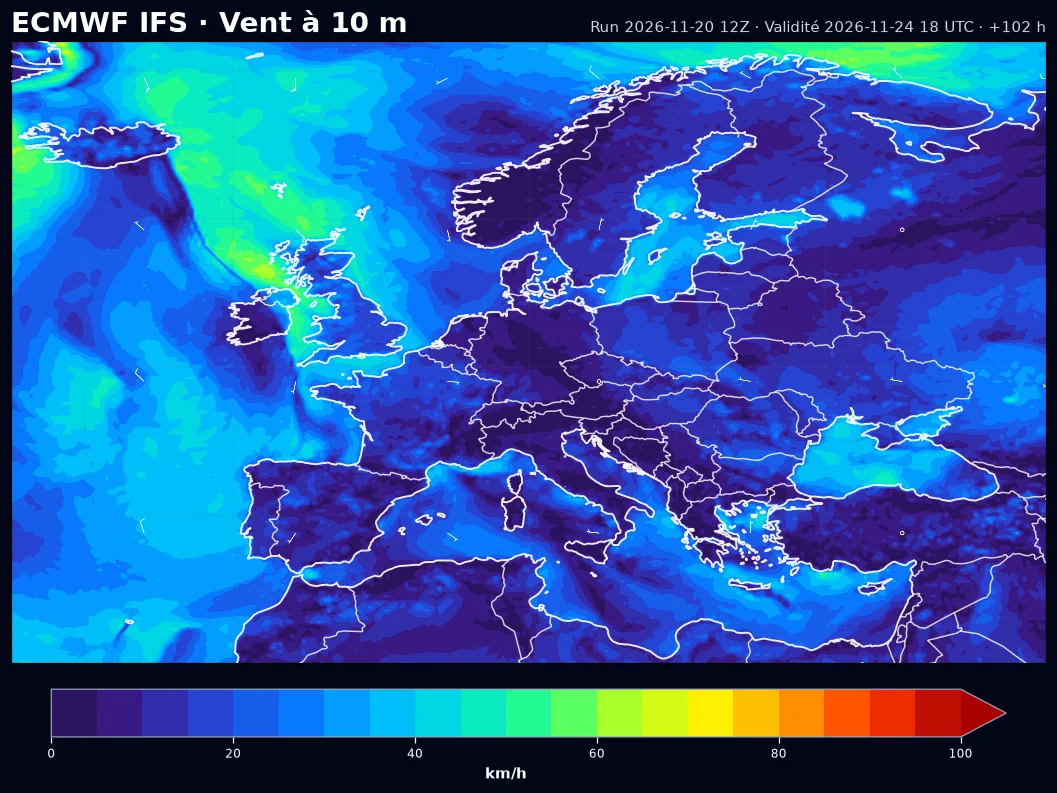 ECMWF IFS · Vent à 10 m
Run 2026-11-20 12Z · Validité 2026-11-24 18 UTC · +102 h
0 20 40 60 80 100
km/h